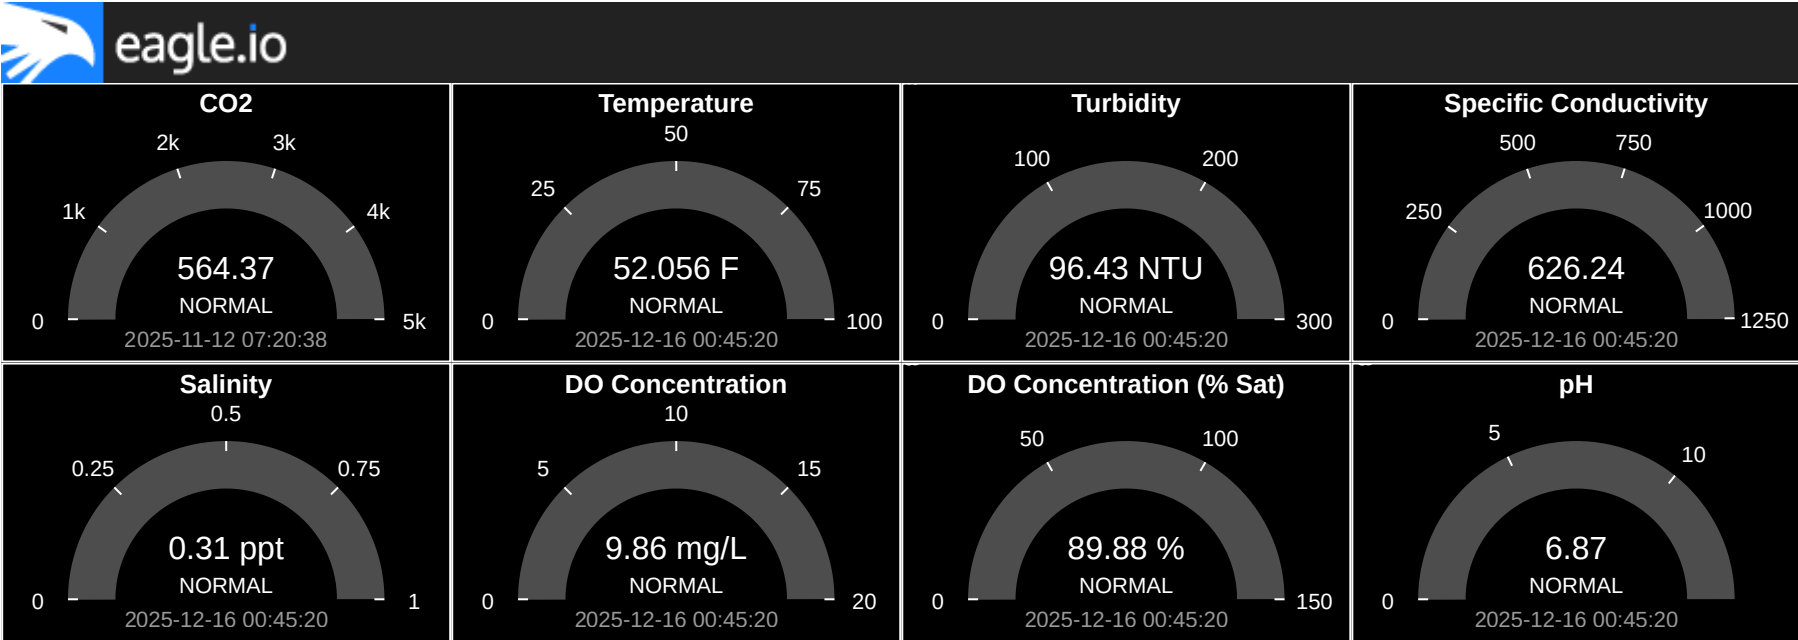 eagle.io
CO2
2k
3k
1k
4k
564.37
NORMAL
0
5k
2025-11-12 07:20:38
Temperature
50
25
75
52.056 F
NORMAL
0
100
2025-12-16 00:45:20
Turbidity
100
200
96.43 NTU
NORMAL
0
300
2025-12-16 00:45:20
Specific Conductivity
500
750
250
1000
626.24
NORMAL
0
1250
2025-12-16 00:45:20
Salinity
0.5
0.25
0.75
0.31 ppt
NORMAL
0
1
2025-12-16 00:45:20
DO Concentration
10
5
15
9.86 mg/L
NORMAL
0
20
2025-12-16 00:45:20
DO Concentration (% Sat)
50
100
89.88 %
NORMAL
0
150
2025-12-16 00:45:20
pH
5
10
6.87
NORMAL
0
2025-12-16 00:45:20